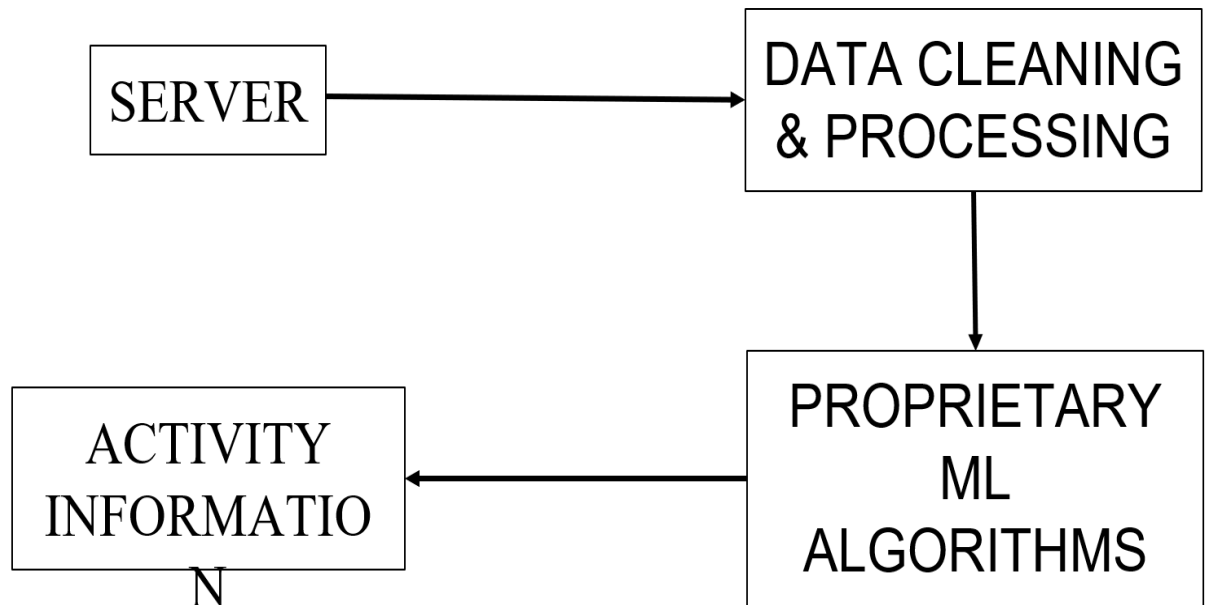 SERVER
DATA CLEANING
& PROCESSING
PROPRIETARY
ML
ALGORITHMS
ACTIVITY
INFORMATIO
N